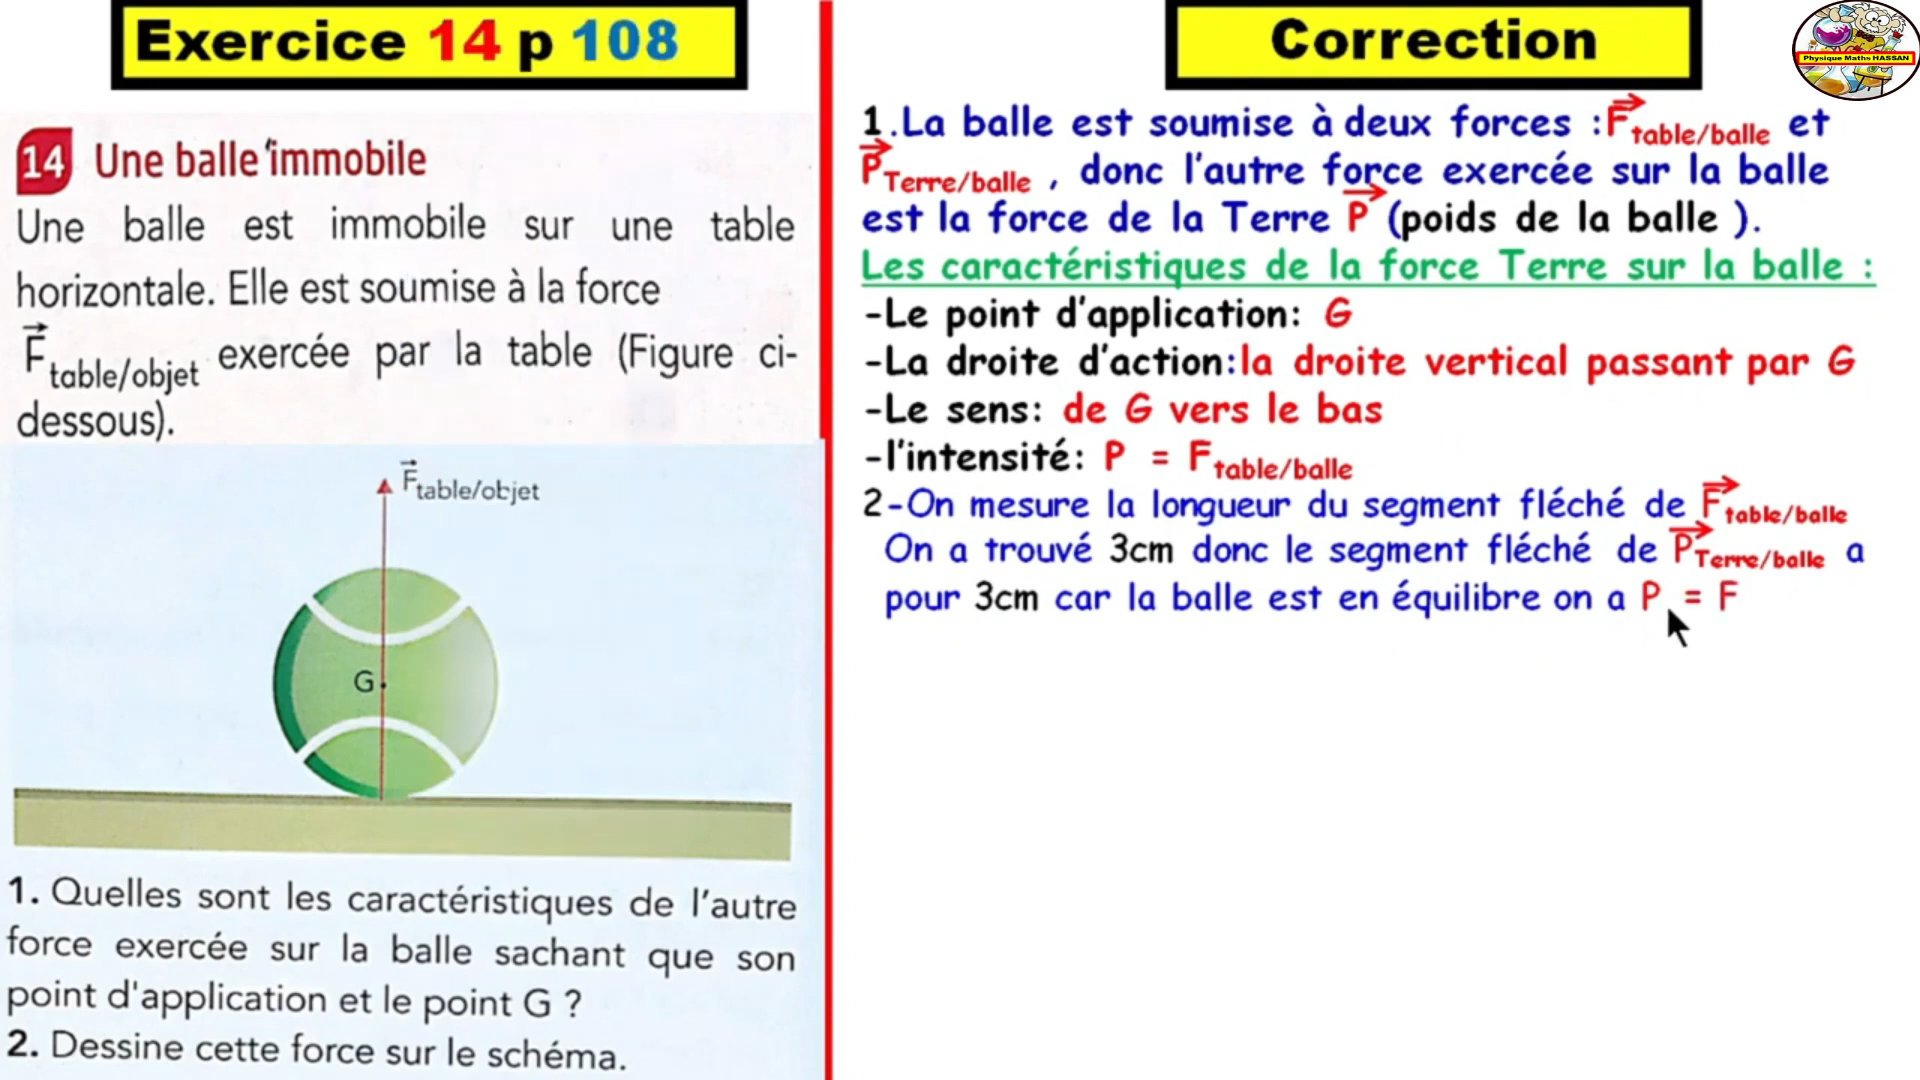 Exercice 14 p 108
14 Une balle immobile
Une balle est immobile sur une table
horizontale. Elle est soumise à la force
F table/objet exercée par la table (Figure ci-
dessous).
F table/objet
G
1. Quelles sont les caractéristiques de l'autre
force exercée sur la balle sachant que son
point d'application et le point G ?
2. Dessine cette force sur le schéma.
Correction
Physique Maths HASSAN
1.La balle est soumise à deux forces :F table/balle et
P Terre/balle , donc l'autre force exercée sur la balle
est la force de la Terre P (poids de la balle ).
Les caractéristiques de la force Terre sur la balle :
-Le point d'application: G
-La droite d'action:la droite vertical passant par G
-Le sens: de G vers le bas
-l'intensité: P = F table/balle
2-On mesure la longueur du segment fléché de F table/balle
On a trouvé 3cm donc le segment fléché de P Terre/balle a
pour 3cm car la balle est en équilibre on a P = F